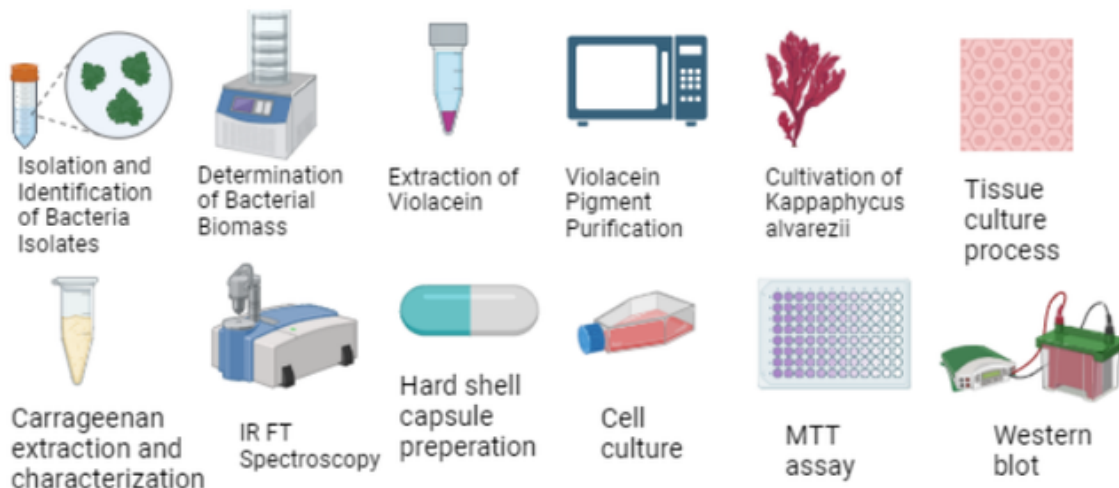 Isolation and
Identification
of Bacteria
Isolates
Determination
of Bacterial
Biomass
Extraction of
Violacein
Violacein
Pigment
Purification
Cultivation of
Kappaphycus
alvarezii
Tissue
culture
process
Carrageenan
extraction and
characterization
IR FT
Spectroscopy
Hard shell
capsule
preperation
Cell
culture
MTT
assay
Western
blot